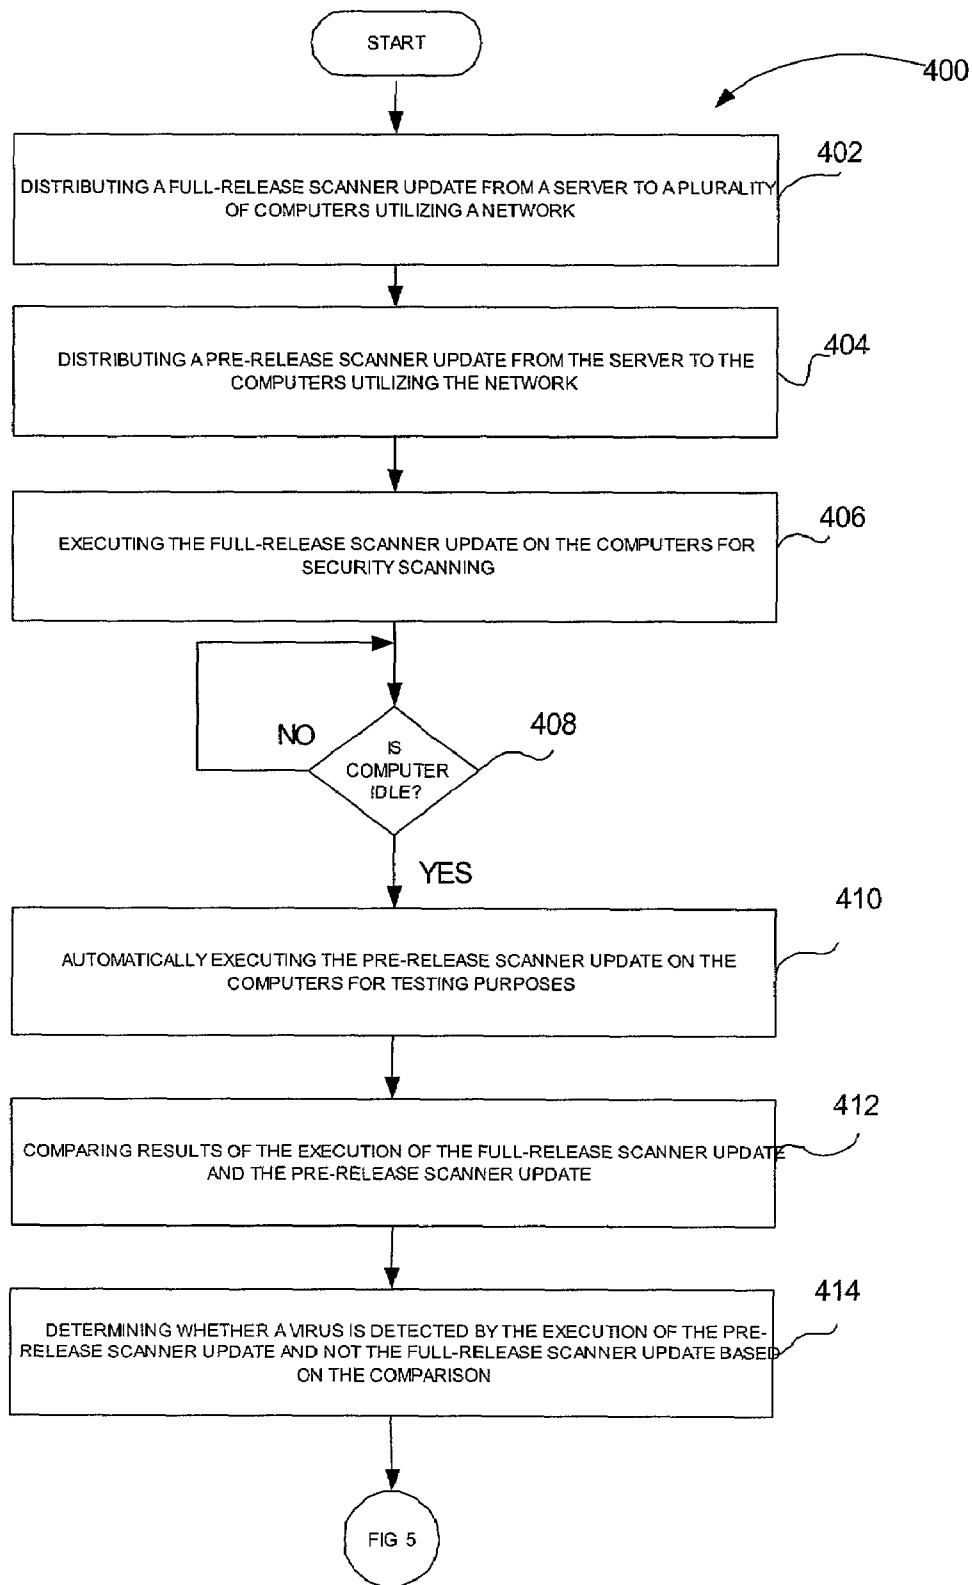 START
400
402
DISTRIBUTING A FULL-RELEASE SCANNER UPDATE FROM A SERVER TO A PLURALITY
OF COMPUTERS UTILIZING A NETWORK
404
DISTRIBUTING A PRE-RELEASE SCANNER UPDATE FROM THE SERVER TO THE
COMPUTERS UTILIZING THE NETWORK
406
EXECUTING THE FULL-RELEASE SCANNER UPDATE ON THE COMPUTERS FOR
SECURITY SCANNING
408
NO
IS
COMPUTER
IDLE?
YES
410
AUTOMATICALLY EXECUTING THE PRE-RELEASE SCANNER UPDATE ON THE
COMPUTERS FOR TESTING PURPOSES
412
COMPARING RESULTS OF THE EXECUTION OF THE FULL-RELEASE SCANNER UPDATE
AND THE PRE-RELEASE SCANNER UPDATE
414
DETERMINING WHETHER A VIRUS IS DETECTED BY THE EXECUTION OF THE PRE-
RELEASE SCANNER UPDATE AND NOT THE FULL-RELEASE SCANNER UPDATE BASED
ON THE COMPARISON
FIG 5